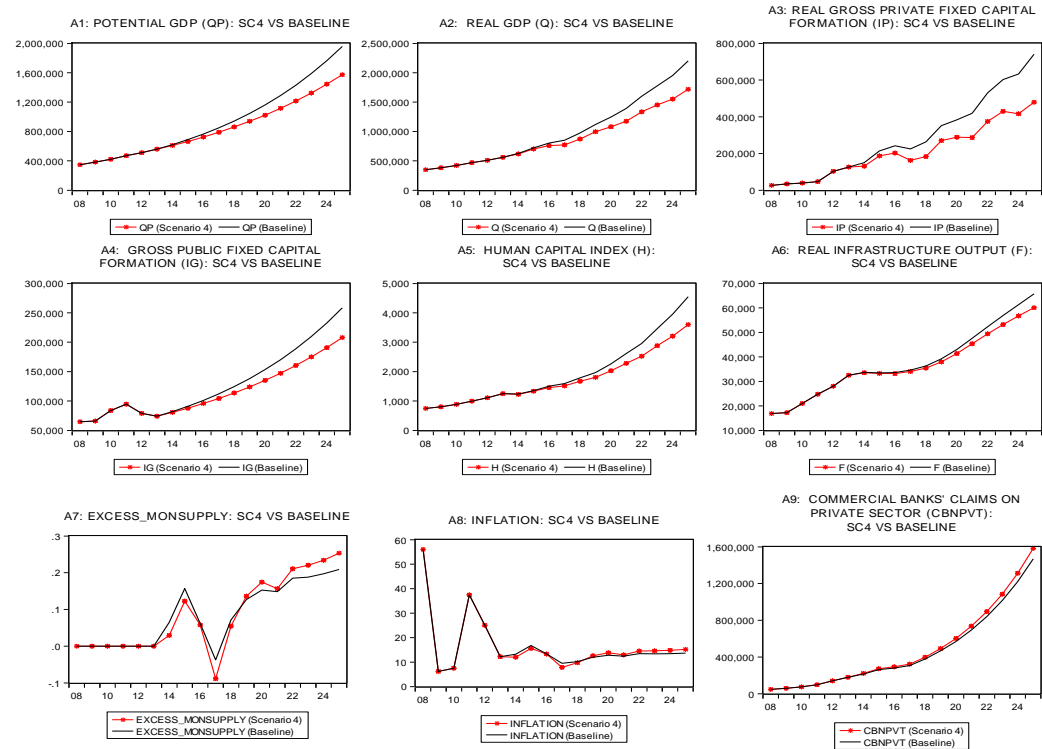 A1: POTENTIAL GDP (QP): SC4 VS BASELINE
2,000,000
1,600,000
1,200,000
800,000
400,000
0
08 10 12 14 16 18 20 22 24
QP (Scenario 4) QP (Baseline)
A2: REAL GDP (Q): SC4 VS BASELINE
2,500,000
2,000,000
1,500,000
1,000,000
500,000
0
08 10 12 14 16 18 20 22 24
Q (Scenario 4) Q (Baseline)
A3: REAL GROSS PRIVATE FIXED CAPITAL
FORMATION (IP): SC4 VS BASELINE
800,000
600,000
400,000
200,000
0
08 10 12 14 16 18 20 22 24
IP (Scenario 4) IP (Baseline)
A4: GROSS PUBLIC FIXED CAPITAL
FORMATION (IG): SC4 VS BASELINE
300,000
250,000
200,000
150,000
100,000
50,000
08 10 12 14 16 18 20 22 24
IG (Scenario 4) IG (Baseline)
A5: HUMAN CAPITAL INDEX (H):
SC4 VS BASELINE
5,000
4,000
3,000
2,000
1,000
0
08 10 12 14 16 18 20 22 24
H (Scenario 4) H (Baseline)
A6: REAL INFRASTRUCTURE OUTPUT (F):
SC4 VS BASELINE
70,000
60,000
50,000
40,000
30,000
20,000
10,000
08 10 12 14 16 18 20 22 24
F (Scenario 4) F (Baseline)
A7: EXCESS_MONSUPPLY: SC4 VS BASELINE
.3
.2
.1
.0
-.1
08 10 12 14 16 18 20 22 24
EXCESS_MONSUPPLY (Scenario 4)
EXCESS_MONSUPPLY (Baseline)
A8: INFLATION: SC4 VS BASELINE
60
50
40
30
20
10
0
08 10 12 14 16 18 20 22 24
INFLATION (Scenario 4)
INFLATION (Baseline)
A9: COMMERCIAL BANKS' CLAIMS ON
PRIVATE SECTOR (CBNPVT):
SC4 VS BASELINE
1,600,000
1,200,000
800,000
400,000
0
08 10 12 14 16 18 20 22 24
CBNPVT (Scenario 4)
CBNPVT (Baseline)